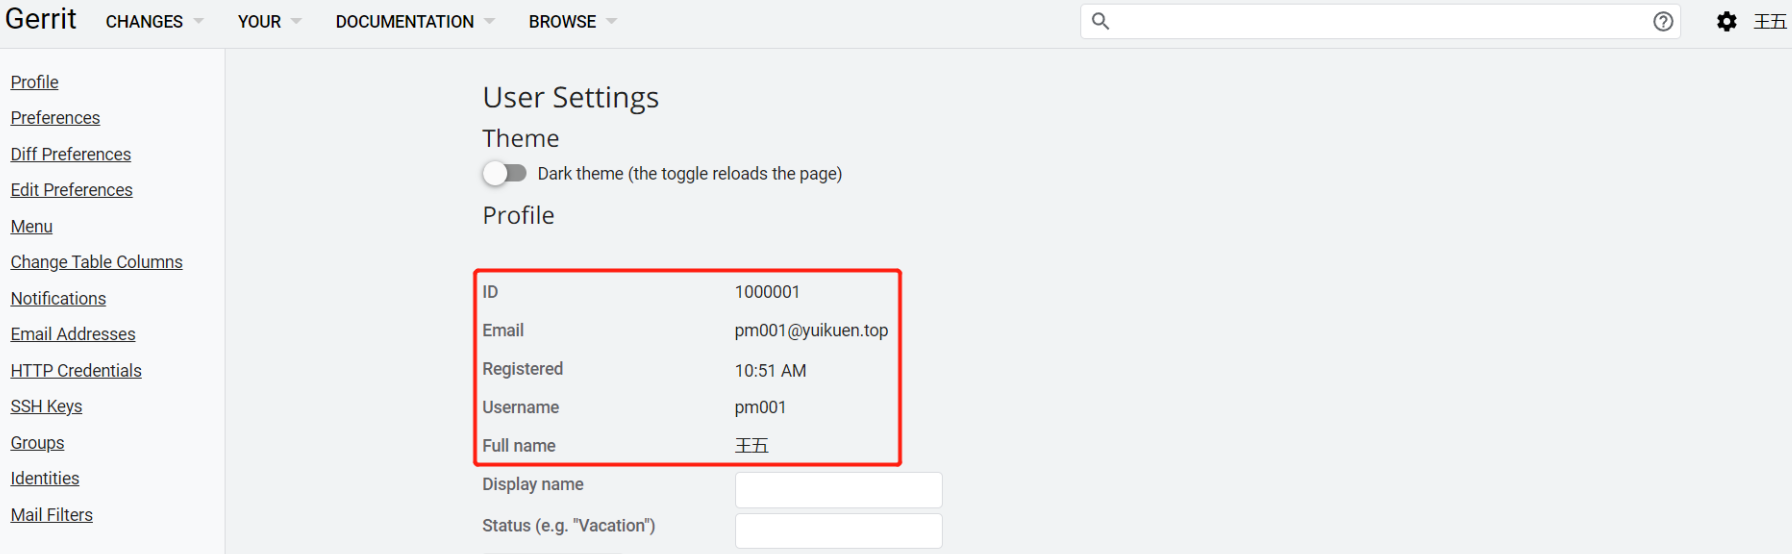 Gerrit CHANGES YOUR DOCUMENTATION BROWSE 王五
Profile
Preferences
Diff Preferences
Edit Preferences
Menu
Change Table Columns
Notifications
Email Addresses
HTTP Credentials
SSH Keys
Groups
Identities
Mail Filters
User Settings
Theme
Dark theme (the toggle reloads the page)
Profile
ID 1000001
Email pm001@yuikuen.top
Registered 10:51 AM
Username pm001
Full name 王五
Display name
Status (e.g. "Vacation")